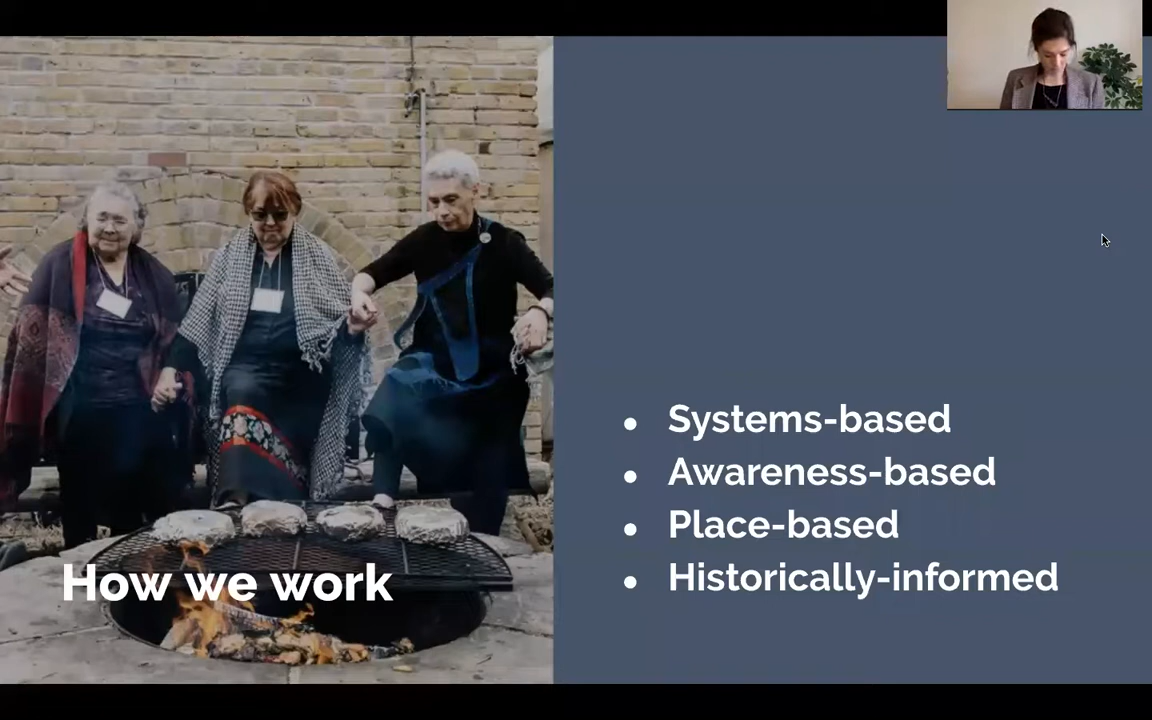 How we work
Systems-based
Awareness-based
Place-based
Historically-informed